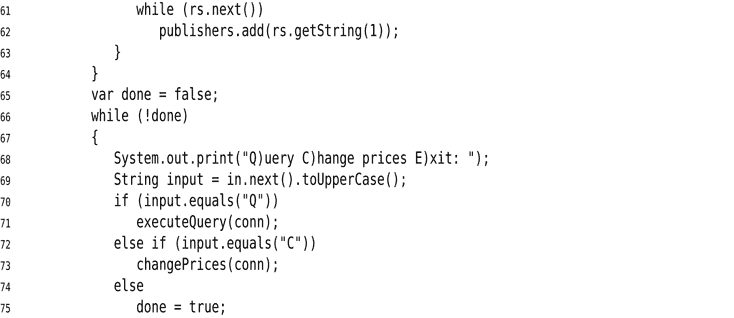 61 while (rs.next())
62 publishers.add(rs.getString(1));
63 }
64 }
65 var done = false;
66 while (!done)
67 {
68 System.out.print("Q)uery C)hange prices E)xit: ");
69 String input = in.next().toUpperCase();
70 if (input.equals("Q"))
71 executeQuery(conn);
72 else if (input.equals("C"))
73 changePrices(conn);
74 else
75 done = true;